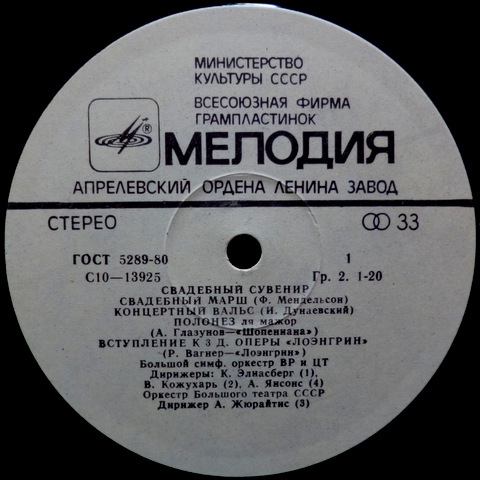 МИНИСТЕРСТВО
КУЛЬТУРЫ СССР
ВСЕСОЮЗНАЯ ФИРМА
ГРАМПЛАСТИНОК
® МЕЛОДИЯ
АПРЕЛЕВСКИЙ ОРДЕНА ЛЕНИНА ЗАВОД
СТЕРЕО 33
ГОСТ 5289-80 1
С10—13925 Гр. 2. 1-20
СВАДЕБНЫЙ СУВЕНИР
СВАДЕБНЫЙ МАРШ (Ф. Мендельсон)
КОНЦЕРТНЫЙ ВАЛЬС (И. Дунаевский)
ПОЛОНЕЗ ля мажор
(А. Глазунов—«Шопениана»)
ВСТУПЛЕНИЕ К 3 Д. ОПЕРЫ «ЛОЭНГРИН»
(Р. Вагнер—«Лоэнгрин»)
Большой симф. оркестр ВР и ЦТ
Дирижеры: К. Элиасберг (1),
В. Кожухарь (2), А. Янсонс (4)
Оркестр Большого театра СССР
Дирижер А. Жюрайтис (3)